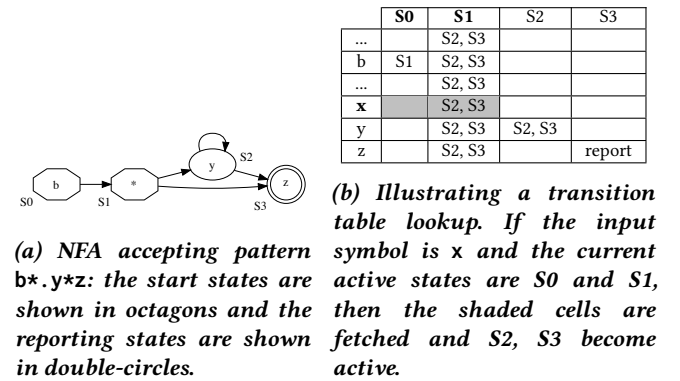 S0 S1 S2 S3
... S2, S3
b S1 S2, S3
... S2, S3
x S2, S3
y S2, S3 S2, S3
z S2, S3 report
b * y z
S0 S1 S2 S3
(a) NFA accepting pattern
b*.y*z: the start states are
shown in octagons and the
reporting states are shown
in double-circles.
(b) Illustrating a transition
table lookup. If the input
symbol is x and the current
active states are S0 and S1,
then the shaded cells are
fetched and S2, S3 become
active.